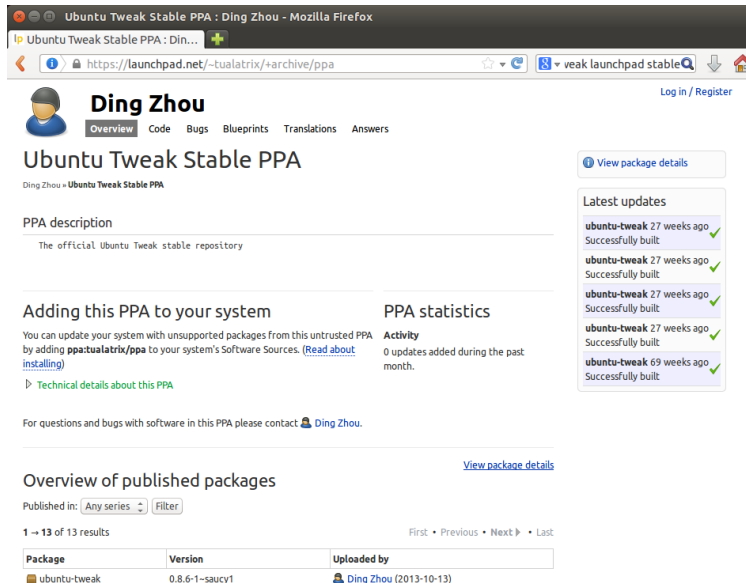 Ubuntu Tweak Stable PPA : Ding Zhou - Mozilla Firefox
lp Ubuntu Tweak Stable PPA : Din...
https://launchpad.net/~tualatrix/+archive/ppa
8 veak launchpad stable
Log in / Register
Ding Zhou
Overview Code Bugs Blueprints Translations Answers
Ubuntu Tweak Stable PPA
Ding Zhou » Ubuntu Tweak Stable PPA
PPA description
The official Ubuntu Tweak stable repository
Adding this PPA to your system
You can update your system with unsupported packages from this untrusted PPA
by adding ppa:tualatrix/ppa to your system's Software Sources. (Read about
installing)
Technical details about this PPA
For questions and bugs with software in this PPA please contact Ding Zhou.
PPA statistics
Activity
0 updates added during the past
month.
View package details
Latest updates
ubuntu-tweak 27 weeks ago
Successfully built
ubuntu-tweak 27 weeks ago
Successfully built
ubuntu-tweak 27 weeks ago
Successfully built
ubuntu-tweak 27 weeks ago
Successfully built
ubuntu-tweak 69 weeks ago
Successfully built
View package details
Overview of published packages
Published in: Any series Filter
1 → 13 of 13 results
First • Previous • Next • Last
Package Version Uploaded by
ubuntu-tweak 0.8.6-1~saucy1 Ding Zhou (2013-10-13)